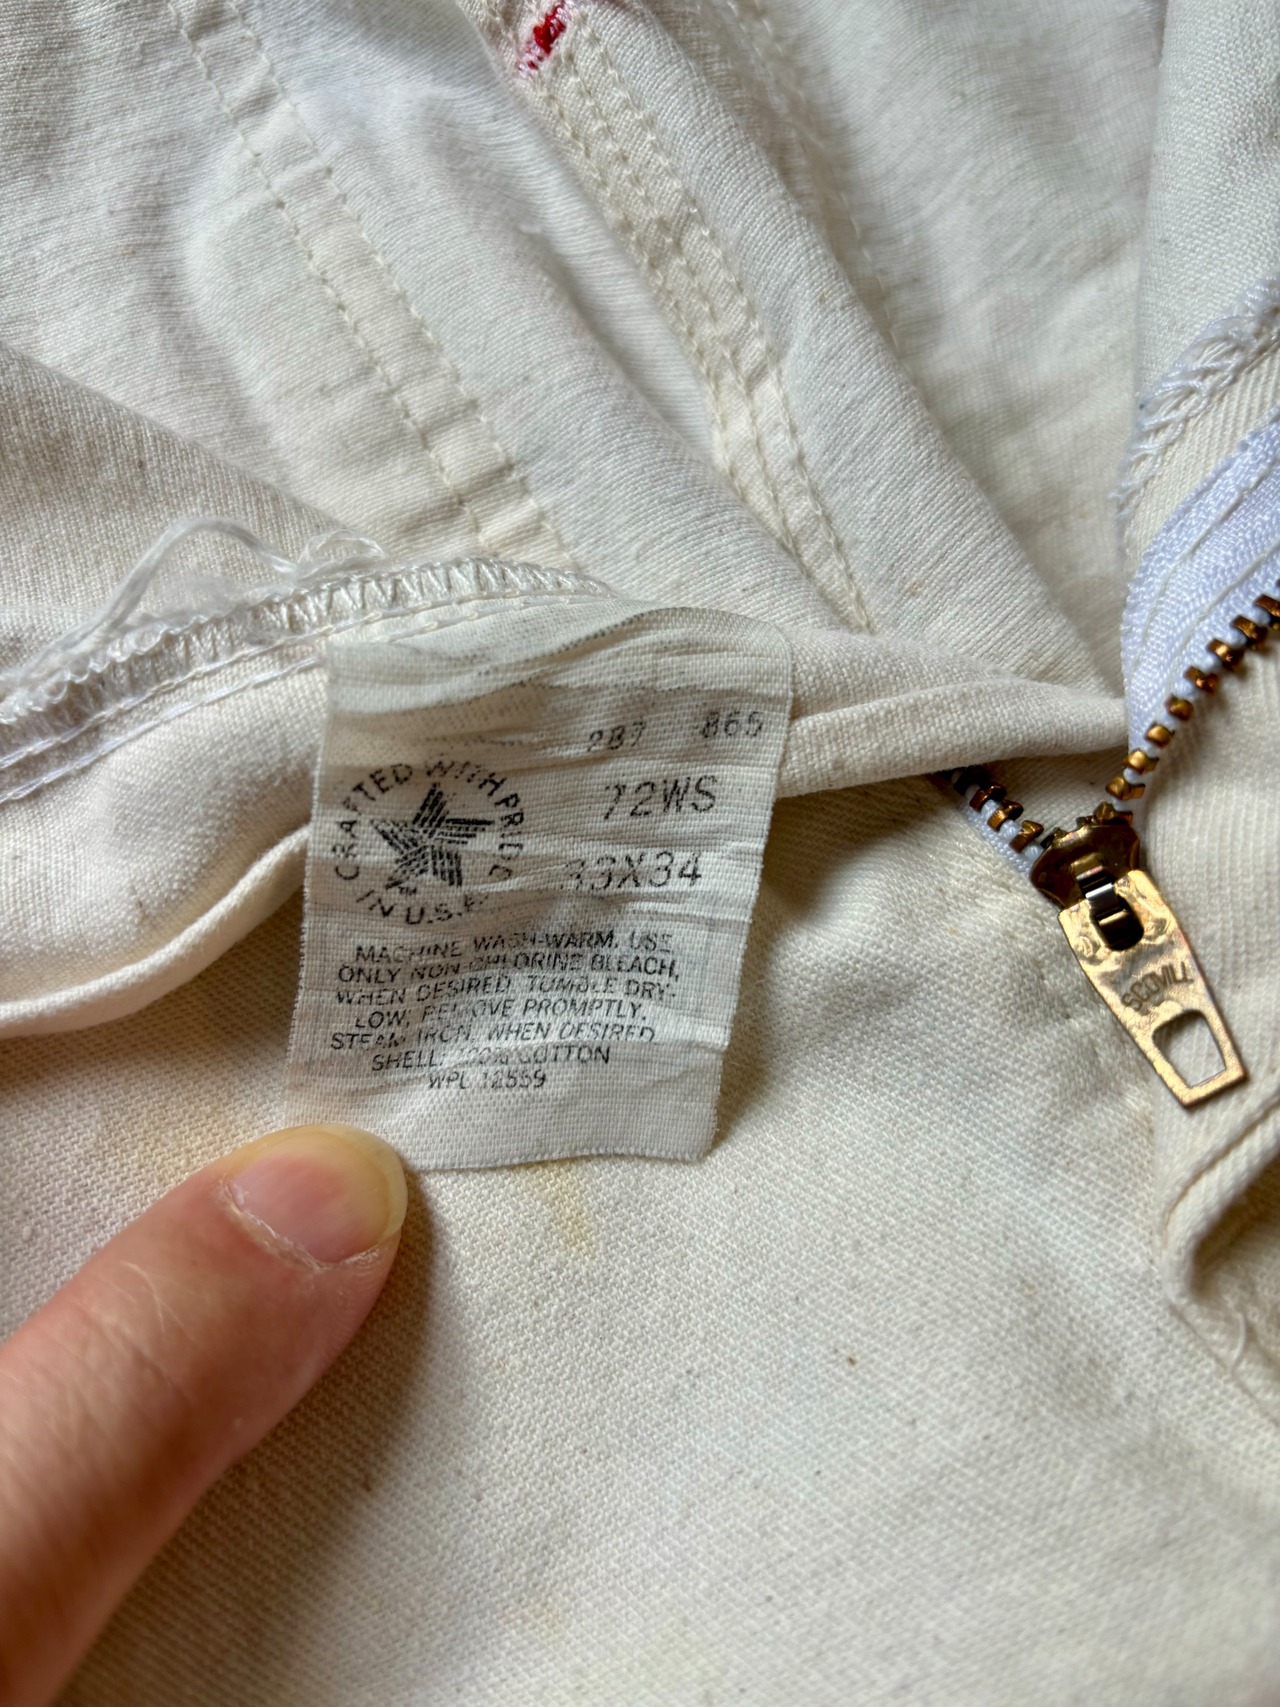 2B7 865
CRAFTED WITH PRIDE
IN U.S.A.
72WS
33X34
MACHINE WASH-WARM. USE
ONLY NON-CHLORINE BLEACH,
WHEN DESIRED. TUMBLE DRY-
LOW, REMOVE PROMPTLY.
STEAM IRON, WHEN DESIRED
SHELL: 100% COTTON
WPL 12559
SCOVILL